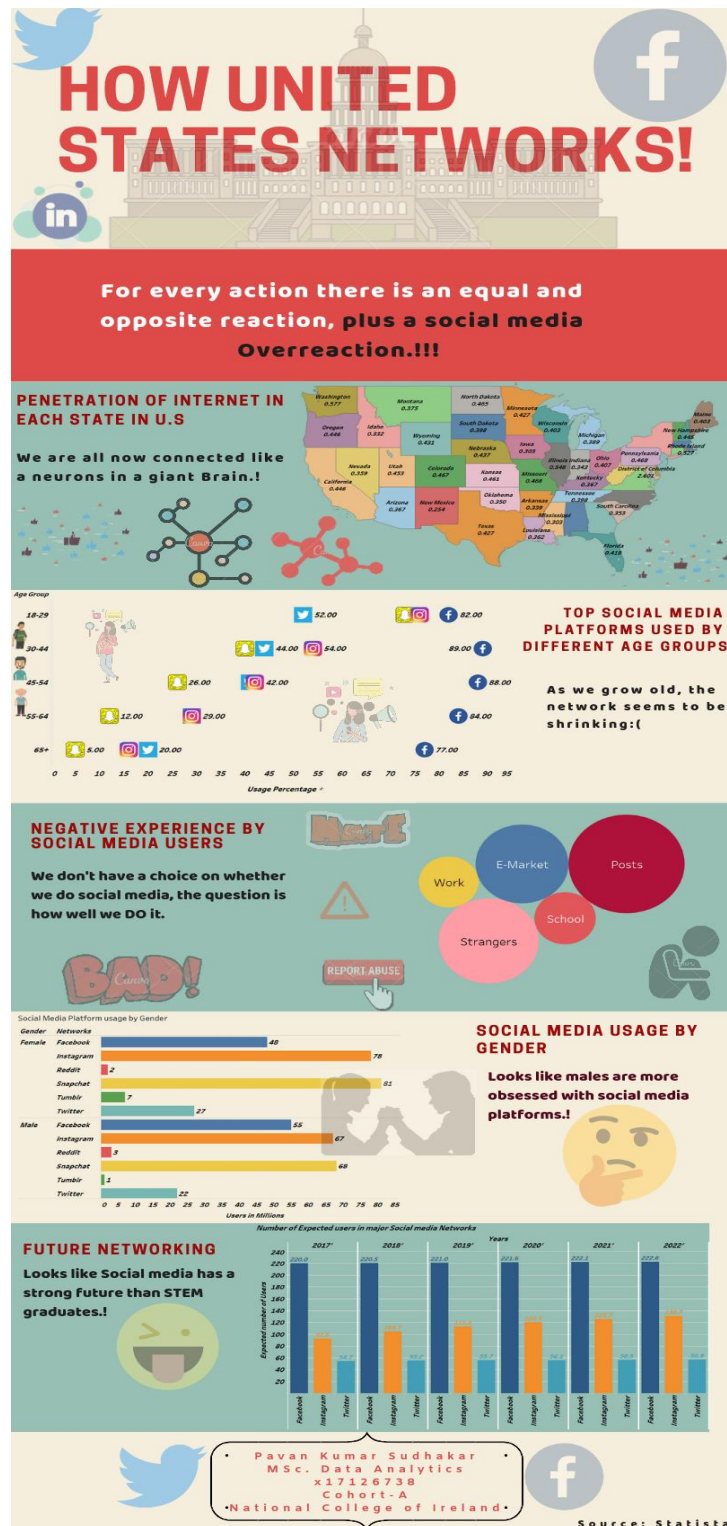 HOW UNITED
STATES NETWORKS!
f
in
For every action there is an equal and
opposite reaction, plus a social media
Overreaction.!!!
PENETRATION OF INTERNET IN
EACH STATE IN U.S
We are all now connected like
a neurons in a giant Brain.!
Washington
0.577
Montana
0.375
North Dakota
0.465
Minnesota
0.427
Maine
0.403
Oregon
0.446
Idaho
0.332
South Dakota
0.398
Wisconsin
0.402
Michigan
0.389
New Hampshire
0.446
Wyoming
0.421
Rhode Island
0.527
Nebraska
0.437
Iowa
Pennsylvania
0.468
Nevada
0.359
Utah
0.453
Colorado
0.467
Illinois
Indiana
0.343
Ohio
0.407
District of Columbia
California
0.446
Kansas
0.461
Missouri
0.466
Kentucky
0.367
Arizona
0.367
New Mexico
0.254
Oklahoma
0.350
Arkansas
0.339
Tennessee
0.398
South Carolina
0.353
Texas
0.427
Louisiana
0.262
Mississippi
0.303
Florida
0.418
Age Group
18-29
52.00
82.00
30-44
44.00
54.00
89.00
45-54
26.00
42.00
88.00
55-64
12.00
29.00
84.00
65+
5.00
20.00
77.00
0 5 10 15 20 25 30 35 40 45 50 55 60 65 70 75 80 85 90 95
Usage Percentage
TOP SOCIAL MEDIA
PLATFORMS USED BY
DIFFERENT AGE GROUPS
As we grow old, the
network seems to be
shrinking:(
NEGATIVE EXPERIENCE BY
SOCIAL MEDIA USERS
We don't have a choice on whether
we do social media, the question is
how well we DO it.
BAD!
Canva
REPORT ABUSE
Work
E-Market
Posts
School
Strangers
Social Media Platform usage by Gender
Gender Networks
Female Facebook 48
Instagram 78
Reddit 2
Snapchat 81
Tumblr 7
Twitter 27
Male Facebook 55
Instagram 67
Reddit 3
Snapchat 68
Tumblr 1
Twitter 22
0 5 10 15 20 25 30 35 40 45 50 55 60 65 70 75 80 85
Users in Millions
SOCIAL MEDIA USAGE BY
GENDER
Looks like males are more
obsessed with social media
platforms.!
FUTURE NETWORKING
Looks like Social media has a
strong future than STEM
graduates.!
Number of Expected users in major Social media Networks
Years
2017* 2018* 2019* 2020* 2021* 2022*
Expected number of Users
240
220
200
180
160
140
120
100
80
60
40
20
220.5 221.0 221.6 222.1 222.6
Facebook Instagram Twitter Facebook Instagram Twitter Facebook Instagram Twitter Facebook Instagram Twitter Facebook Instagram Twitter Facebook Instagram Twitter
Pavan Kumar Sudhakar
MSc. Data Analytics
x17126738
Cohort-A
National College of Ireland
f
Source: Statista